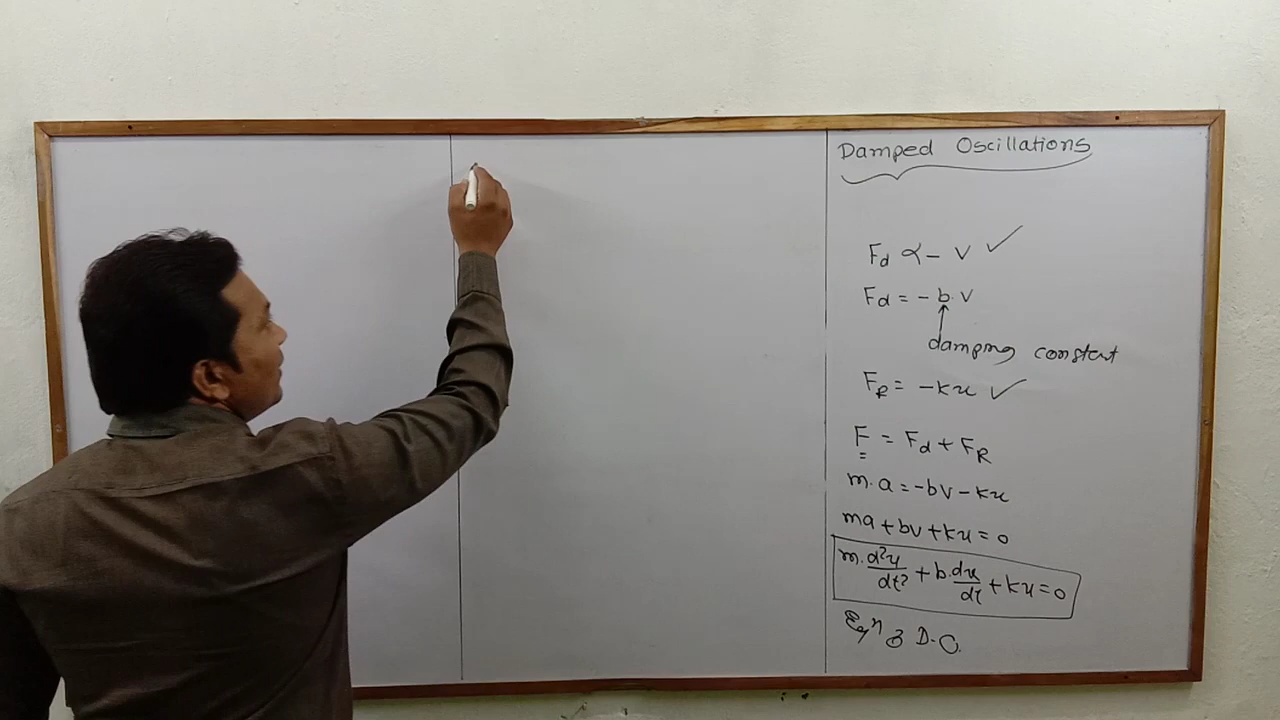 Damped Oscillations
Fd ∝ - v ✓
Fd = - b. v
damping constant
FR = -kx ✓
F = Fd + FR
m. a = -bv - kx
ma + bv + kx = 0
m. d²x/dt² + b. dx/dt + kx = 0
Eqⁿ of D.O.